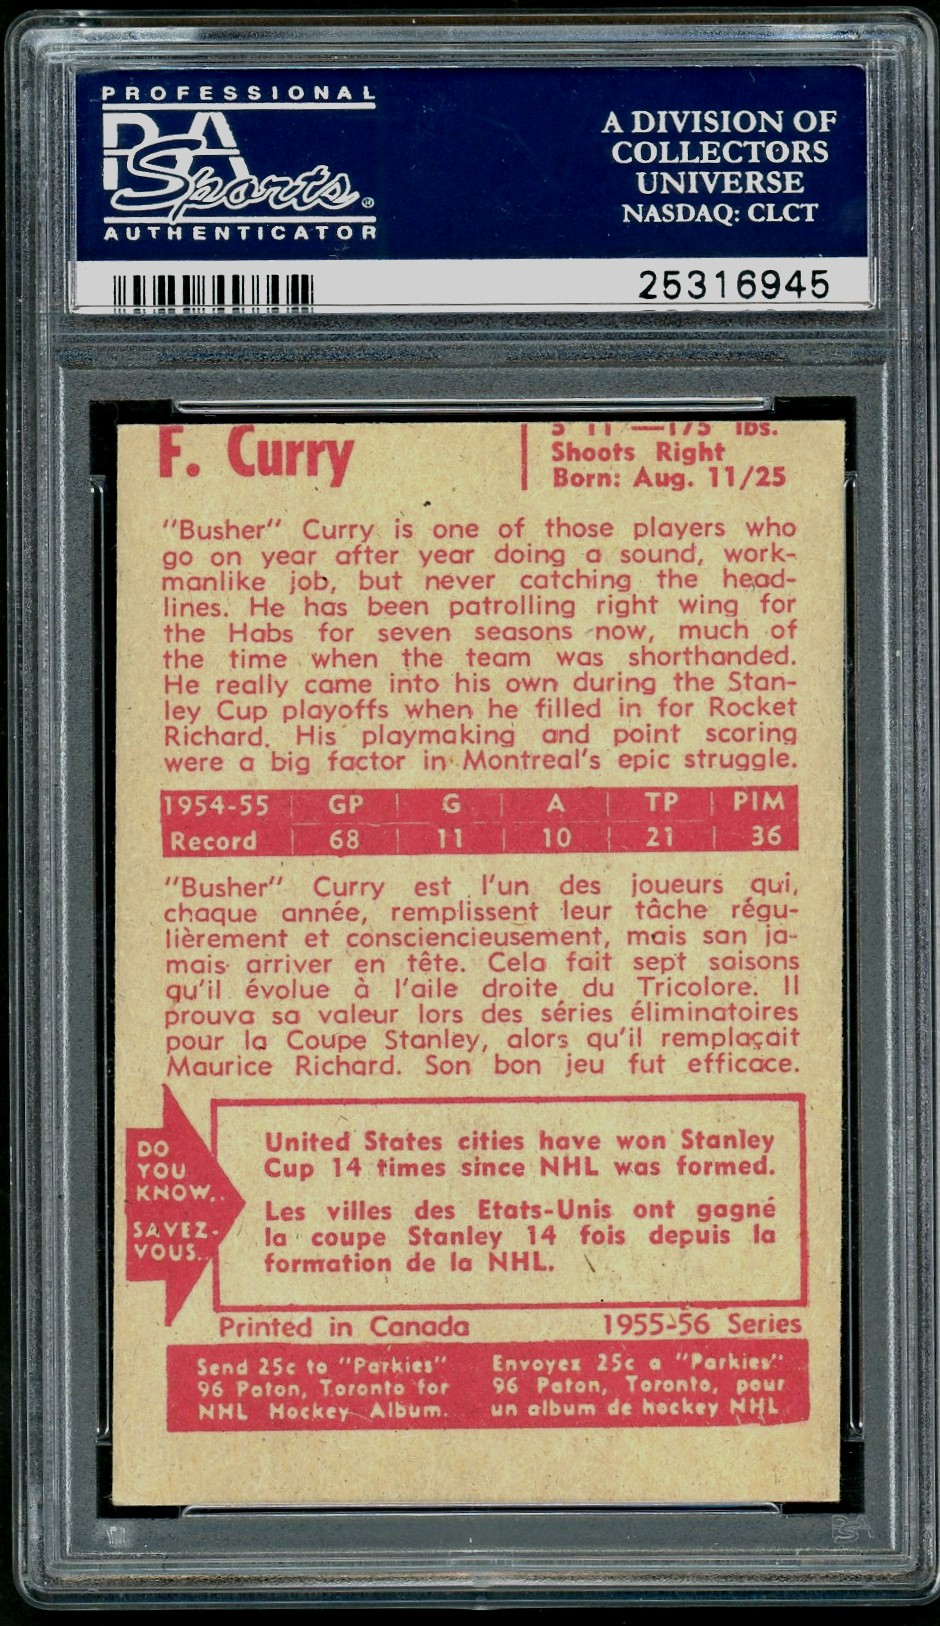 PROFESSIONAL
PSA
Sports®
AUTHENTICATOR
A DIVISION OF
COLLECTORS
UNIVERSE
NASDAQ: CLCT
25316945
F. Curry
5'11"—175 lbs.
Shoots Right
Born: Aug. 11/25
"Busher" Curry is one of those players who
go on year after year doing a sound, work-
manlike job, but never catching the head-
lines. He has been patrolling right wing for
the Habs for seven seasons now, much of
the time when the team was shorthanded.
He really came into his own during the Stan-
ley Cup playoffs when he filled in for Rocket
Richard. His playmaking and point scoring
were a big factor in Montreal's epic struggle.
1954-55 | GP | G | A | TP | PIM
Record | 68 | 11 | 10 | 21 | 36
"Busher" Curry est l'un des joueurs qui,
chaque année, remplissent leur tâche régu-
lièrement et consciencieusement, mais san ja-
mais arriver en tête. Cela fait sept saisons
qu'il évolue à l'aile droite du Tricolore. Il
prouva sa valeur lors des séries éliminatoires
pour la Coupe Stanley, alors qu'il remplaçait
Maurice Richard. Son bon jeu fut efficace.
DO
YOU
KNOW..
SAVEZ-
VOUS..
United States cities have won Stanley
Cup 14 times since NHL was formed.
Les villes des Etats-Unis ont gagné
la coupe Stanley 14 fois depuis la
formation de la NHL.
Printed in Canada
1955-56 Series
Send 25c to "Parkies"
96 Paton, Toronto for
NHL Hockey Album.
Envoyez 25c a "Parkies"
96 Paton, Toronto, pour
un album de hockey NHL
PSA